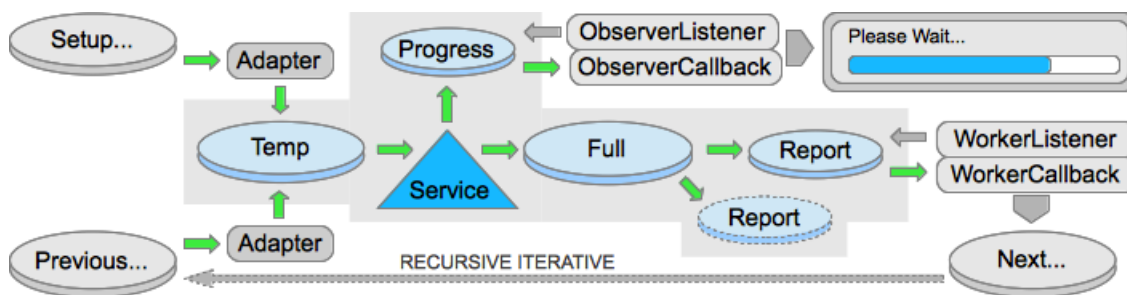 Setup...
Adapter
Progress
ObserverListener
ObserverCallback
Please Wait...
Temp
Service
Full
Report
WorkerListener
WorkerCallback
Report
Previous...
Adapter
RECURSIVE ITERATIVE
Next...